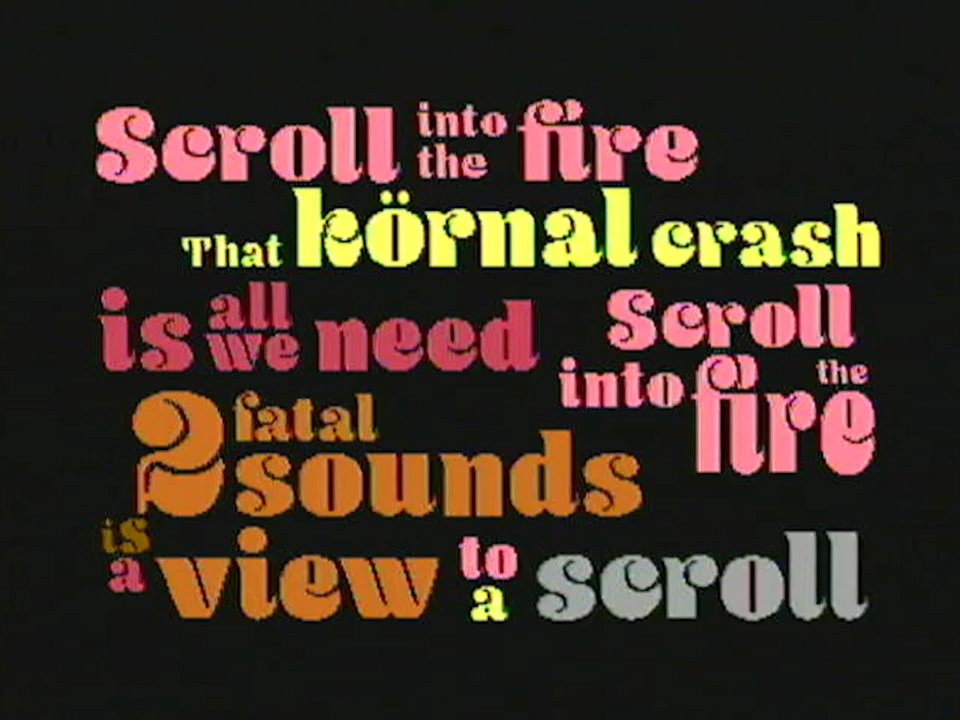 Scroll into the fire
That körnal crash
is all we need
Scroll into the fire
2 fatal sounds
is a view to a scroll